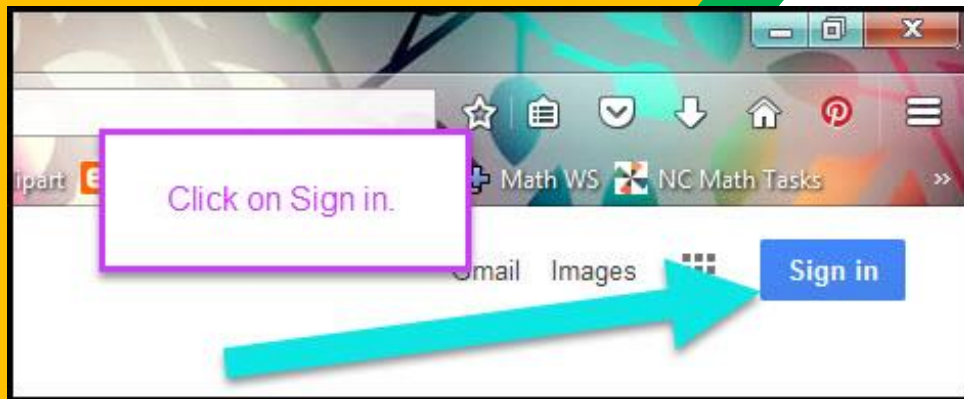 ipart
Math WS
NC Math Tasks
»
Click on Sign in.
Gmail Images
Sign in